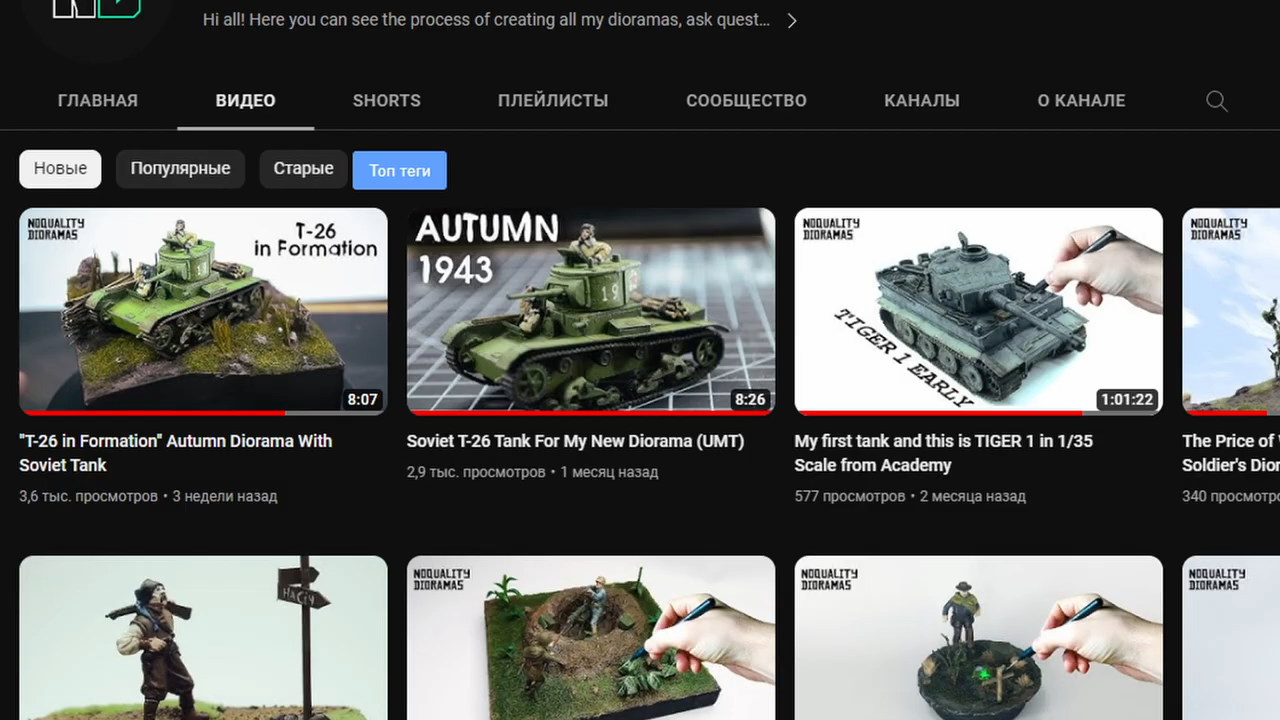 Hi all! Here you can see the process of creating all my dioramas, ask quest...
ГЛАВНАЯ ВИДЕО SHORTS ПЛЕЙЛИСТЫ СООБЩЕСТВО КАНАЛЫ О КАНАЛЕ
Новые Популярные Старые Топ теги
NOQUALITY
DIORAMAS
T-26
in Formation
19
8:07
AUTUMN
1943
19
8:26
NOQUALITY
DIORAMAS
TIGER 1 EARLY
1:01:22
NOQUALITY
DIORAMAS
"T-26 in Formation" Autumn Diorama With
Soviet Tank
3,6 тыс. просмотров • 3 недели назад
Soviet T-26 Tank For My New Diorama (UMT)
2,9 тыс. просмотров • 1 месяц назад
My first tank and this is TIGER 1 in 1/35
Scale from Academy
577 просмотров • 2 месяца назад
The Price of
Soldier's Dior
340 просмотро
NOQUALITY
DIORAMAS
NOQUALITY
DIORAMAS
NOQUALITY
DIORAMAS